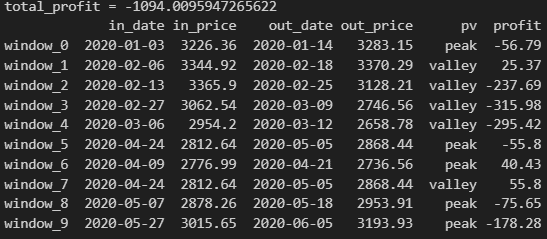 total_profit = -1094.0095947265622
in_date in_price out_date out_price pv profit
window_0 2020-01-03 3226.36 2020-01-14 3283.15 peak -56.79
window_1 2020-02-06 3344.92 2020-02-18 3370.29 valley 25.37
window_2 2020-02-13 3365.9 2020-02-25 3128.21 valley -237.69
window_3 2020-02-27 3062.54 2020-03-09 2746.56 valley -315.98
window_4 2020-03-06 2954.2 2020-03-12 2658.78 valley -295.42
window_5 2020-04-24 2812.64 2020-05-05 2868.44 peak -55.8
window_6 2020-04-09 2776.99 2020-04-21 2736.56 peak 40.43
window_7 2020-04-24 2812.64 2020-05-05 2868.44 valley 55.8
window_8 2020-05-07 2878.26 2020-05-18 2953.91 peak -75.65
window_9 2020-05-27 3015.65 2020-06-05 3193.93 peak -178.28